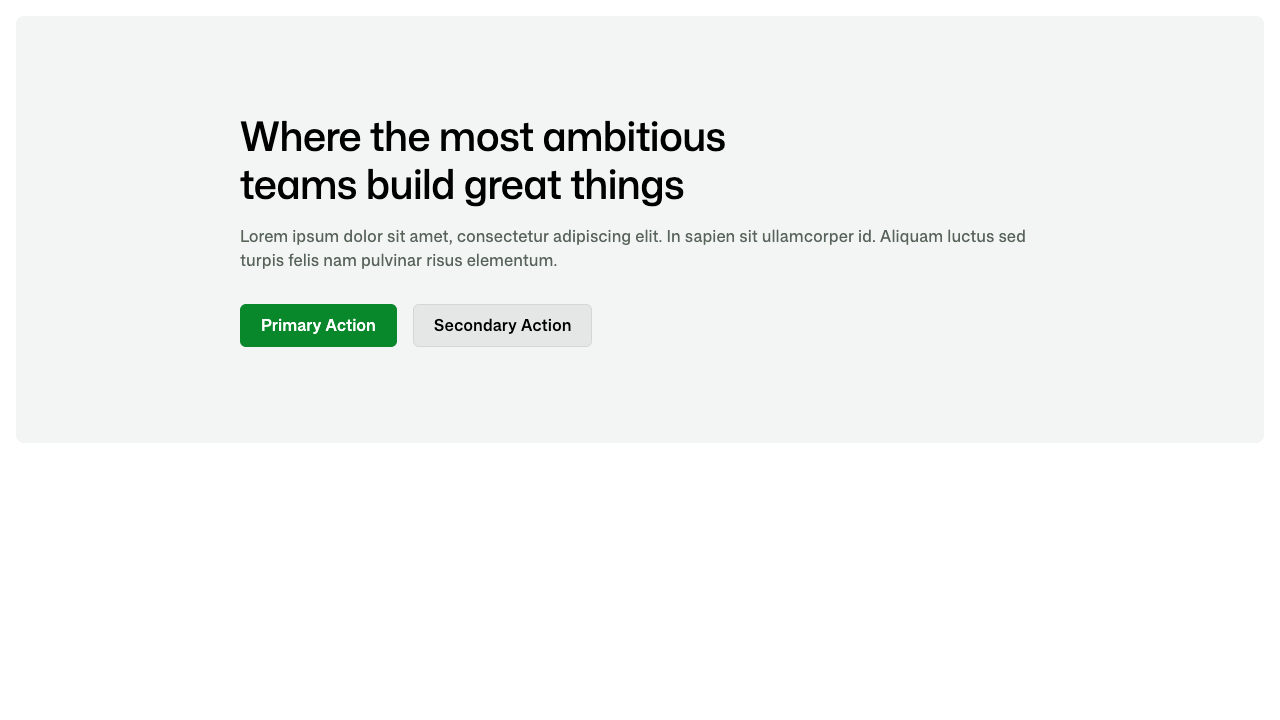 Where the most ambitious
teams build great things
Lorem ipsum dolor sit amet, consectetur adipiscing elit. In sapien sit ullamcorper id. Aliquam luctus sed
turpis felis nam pulvinar risus elementum.
Primary Action
Secondary Action